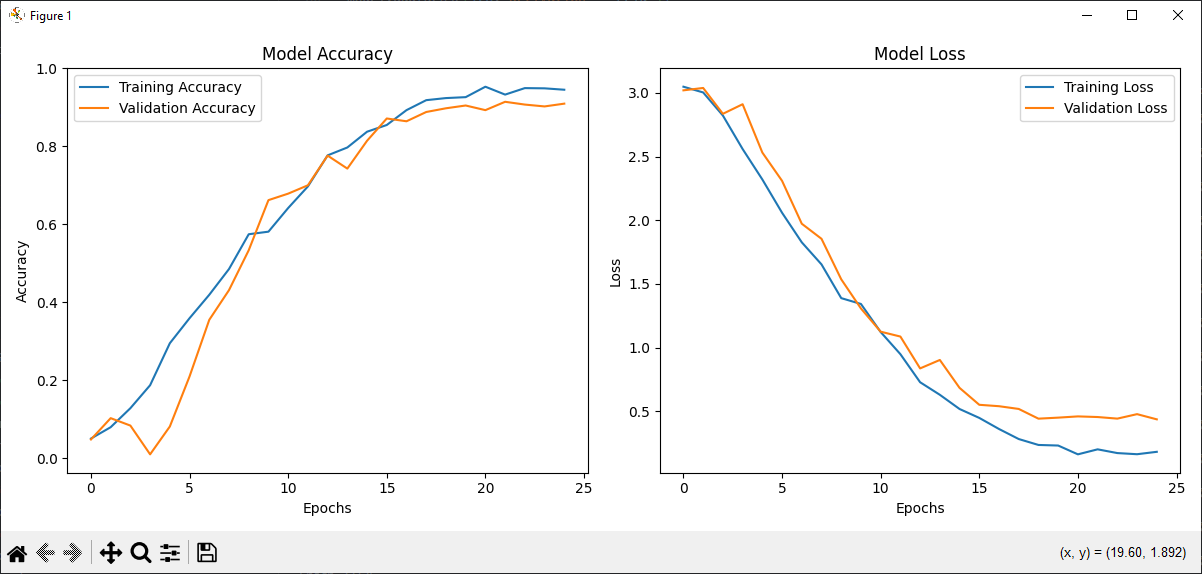 Figure 1
Model Accuracy
Training Accuracy
Validation Accuracy
1.0
0.8
0.6
0.4
0.2
0.0
Accuracy
0 5 10 15 20 25
Epochs
Model Loss
Training Loss
Validation Loss
3.0
2.5
2.0
1.5
1.0
0.5
Loss
0 5 10 15 20 25
Epochs
(x, y) = (19.60, 1.892)